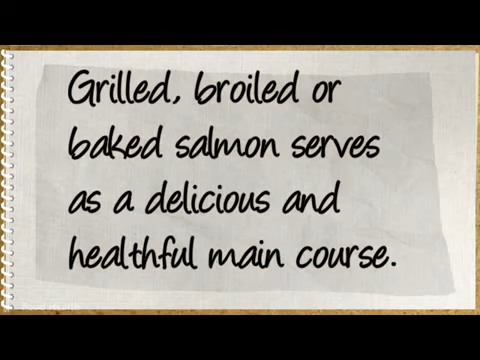 Grilled, broiled or
baked salmon serves
as a delicious and
healthful main course.